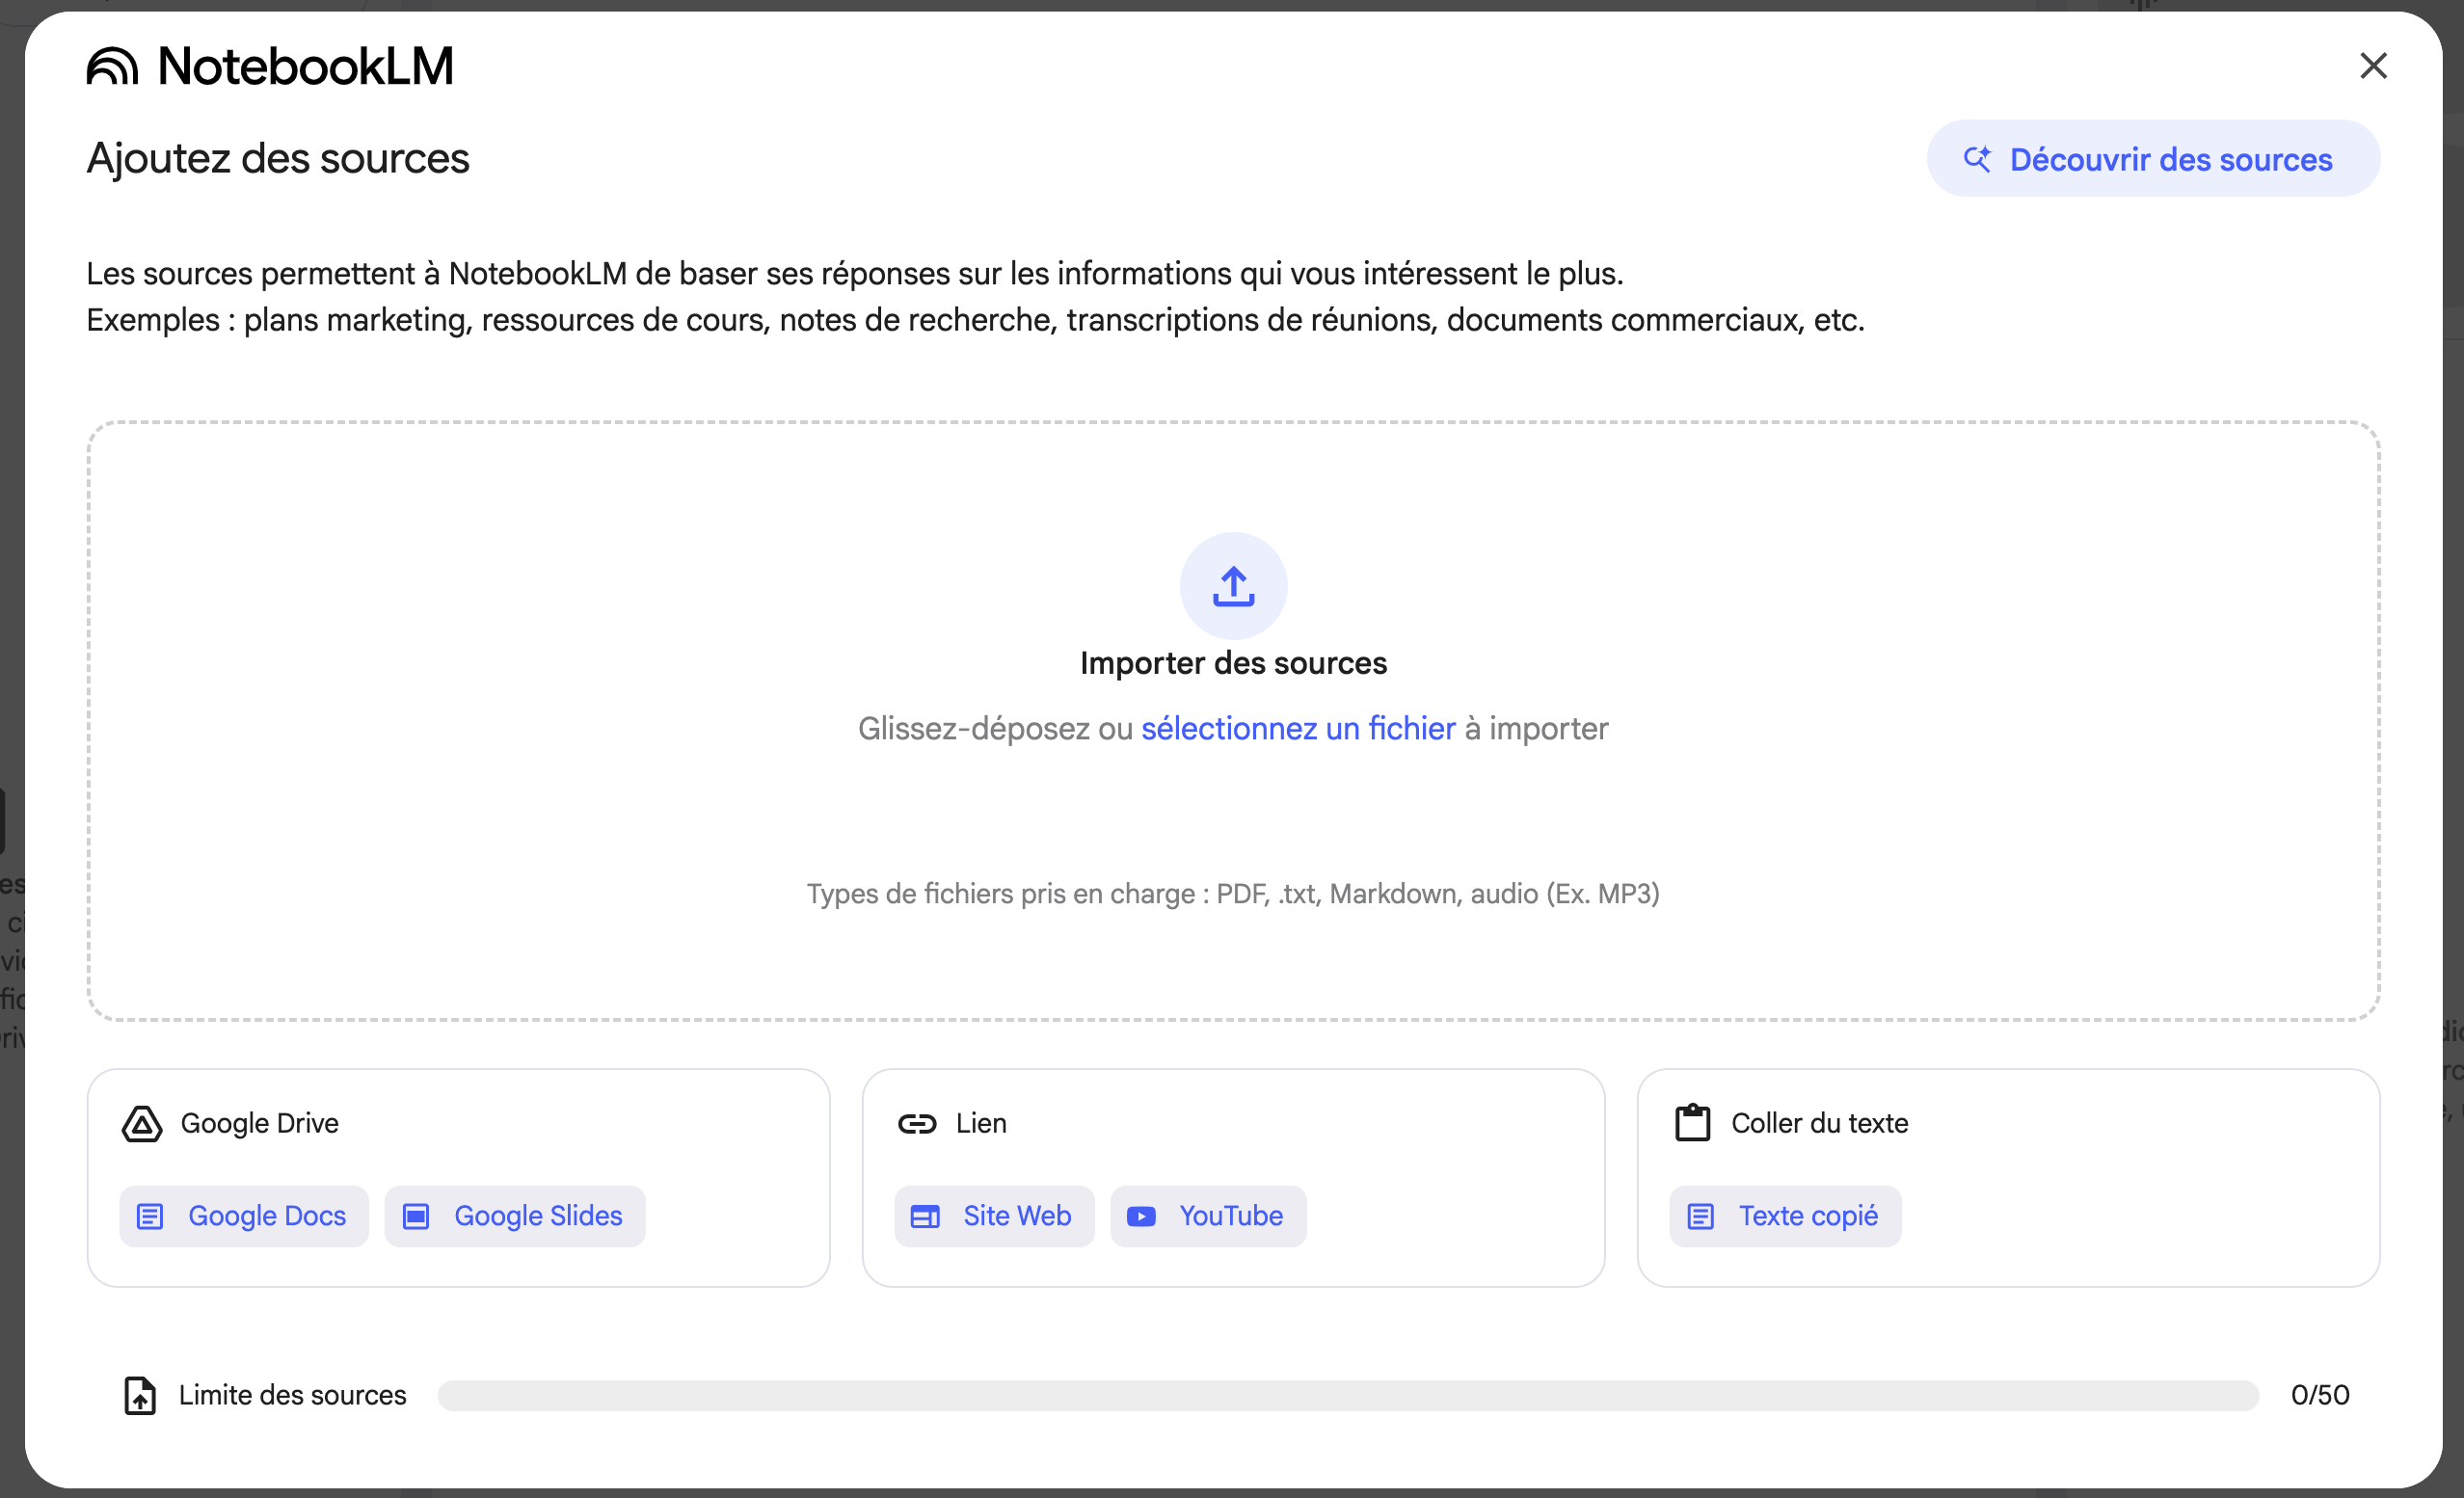 NotebookLM
Ajoutez des sources
Découvrir des sources
Les sources permettent à NotebookLM de baser ses réponses sur les informations qui vous intéressent le plus.
Exemples : plans marketing, ressources de cours, notes de recherche, transcriptions de réunions, documents commerciaux, etc.
Importer des sources
Glissez-déposez ou sélectionnez un fichier à importer
Types de fichiers pris en charge : PDF, .txt, Markdown, audio (Ex. MP3)
Google Drive
Google Docs
Google Slides
Lien
Site Web
YouTube
Coller du texte
Texte copié
Limite des sources
0/50